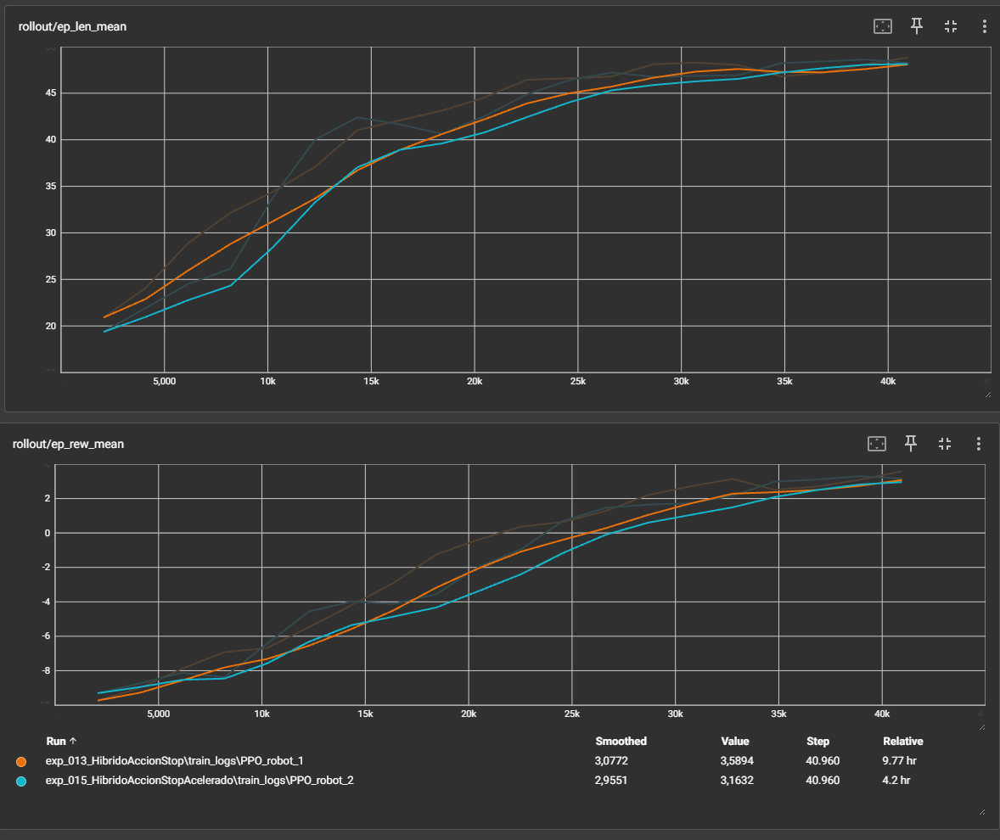 rollout/ep_len_mean
45
40
35
30
25
20
5,000 10k 15k 20k 25k 30k 35k 40k
rollout/ep_rew_mean
2
0
-2
-4
-6
-8
5,000 10k 15k 20k 25k 30k 35k 40k
Run ↑ Smoothed Value Step Relative
exp_013_HibridoAccionStop\train_logs\PPO_robot_1 3,0772 3,5894 40.960 9.77 hr
exp_015_HibridoAccionStopAcelerado\train_logs\PPO_robot_2 2,9551 3,1632 40.960 4.2 hr